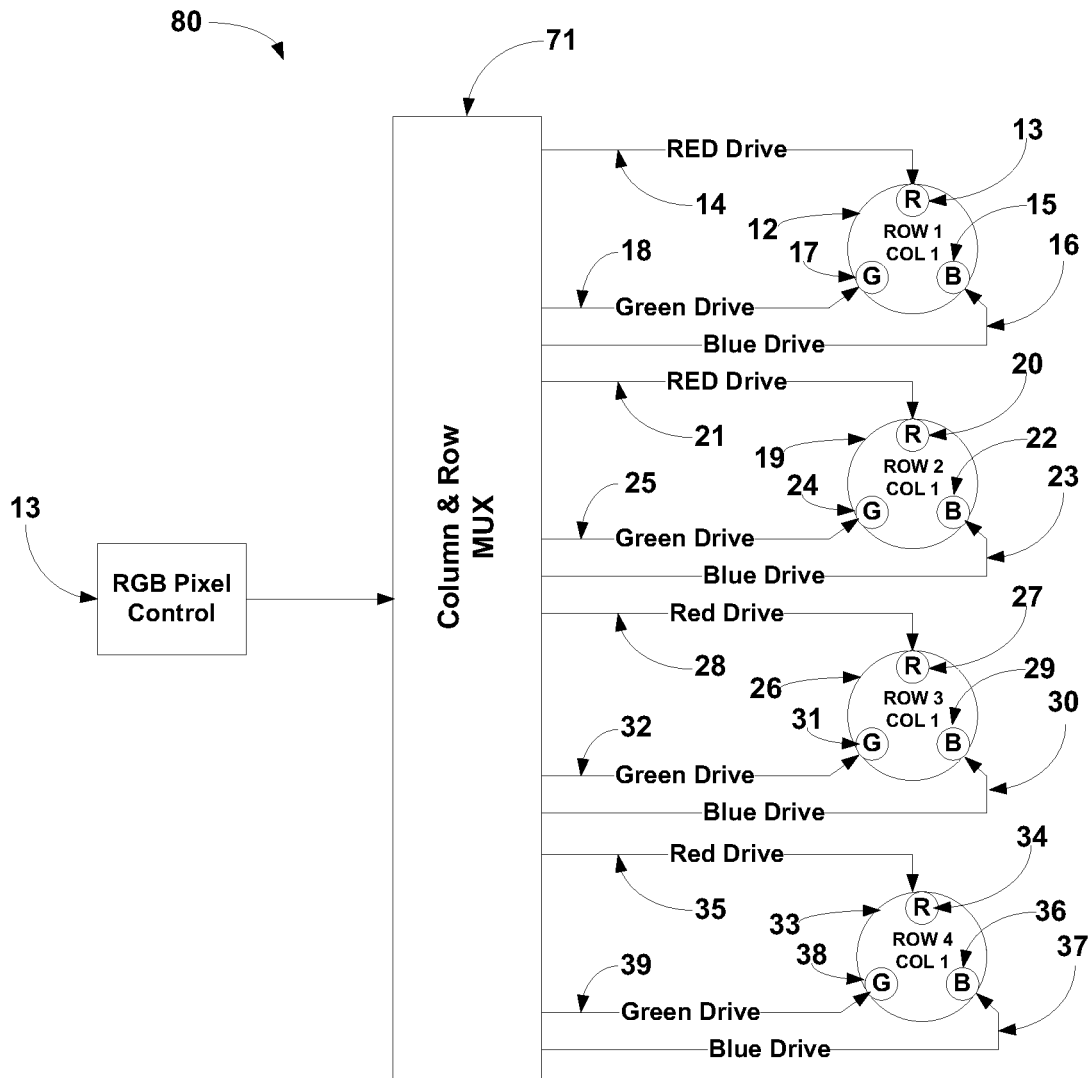 80
71
RED Drive
13
14
12
R
ROW 1
COL 1
15
16
17
G
B
18
Green Drive
Blue Drive
RED Drive
20
21
19
R
ROW 2
COL 1
22
23
24
G
B
25
Green Drive
Blue Drive
Column & Row
MUX
13
RGB Pixel
Control
Red Drive
27
28
26
R
ROW 3
COL 1
29
30
31
G
B
32
Green Drive
Blue Drive
Red Drive
34
35
33
R
ROW 4
COL 1
36
37
38
G
B
39
Green Drive
Blue Drive